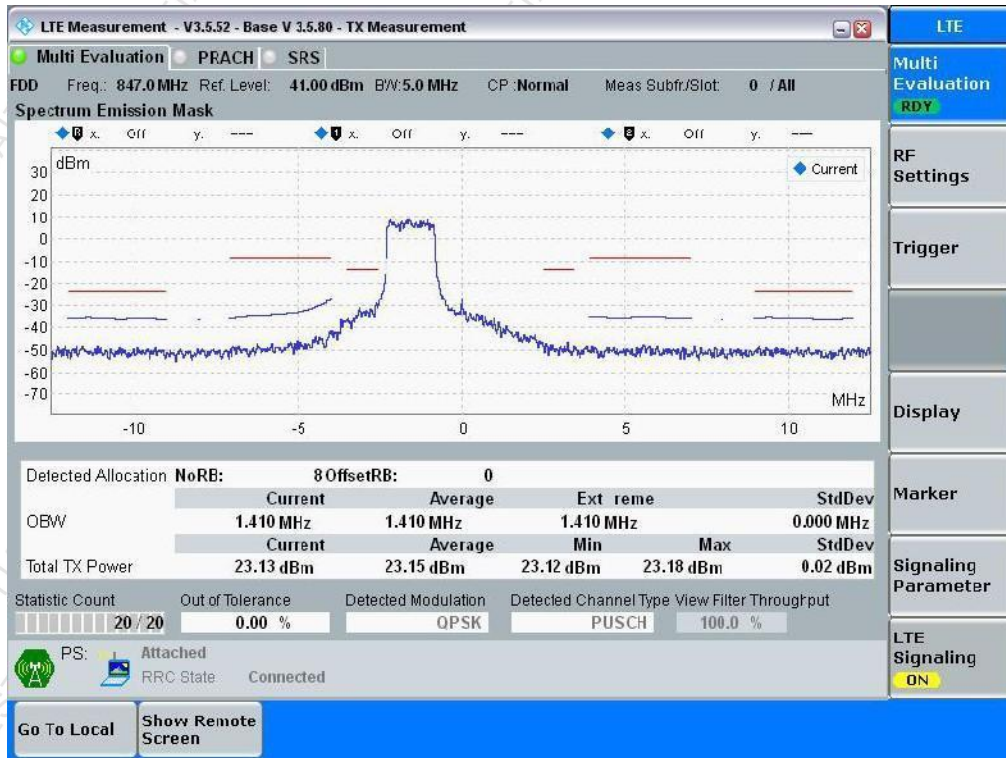 LTE Measurement - V3.5.52 - Base V 3.5.80 - TX Measurement
LTE
Multi Evaluation PRACH SRS
FDD Freq.: 847.0 MHz Ref. Level: 41.00 dBm BW: 5.0 MHz CP : Normal Meas Subfr./Slot: 0 / All
Spectrum Emission Mask
x. Off y. --- x. Off y. --- x. Off y. ---
dBm
Current
30
20
10
0
-10
-20
-30
-40
-50
-60
-70
MHz
-10 -5 0 5 10
Detected Allocation NoRB: 8 OffsetRB: 0
Current Average Ext reme StdDev
OBW 1.410 MHz 1.410 MHz 1.410 MHz 0.000 MHz
Current Average Min Max StdDev
Total TX Power 23.13 dBm 23.15 dBm 23.12 dBm 23.18 dBm 0.02 dBm
Statistic Count Out of Tolerance Detected Modulation Detected Channel Type View Filter Throughput
20 / 20 0.00 % QPSK PUSCH 100.0 %
PS: Attached
RRC State Connected
Multi
Evaluation
RDY
RF
Settings
Trigger
Display
Marker
Signaling
Parameter
LTE
Signaling
ON
Go To Local
Show Remote
Screen